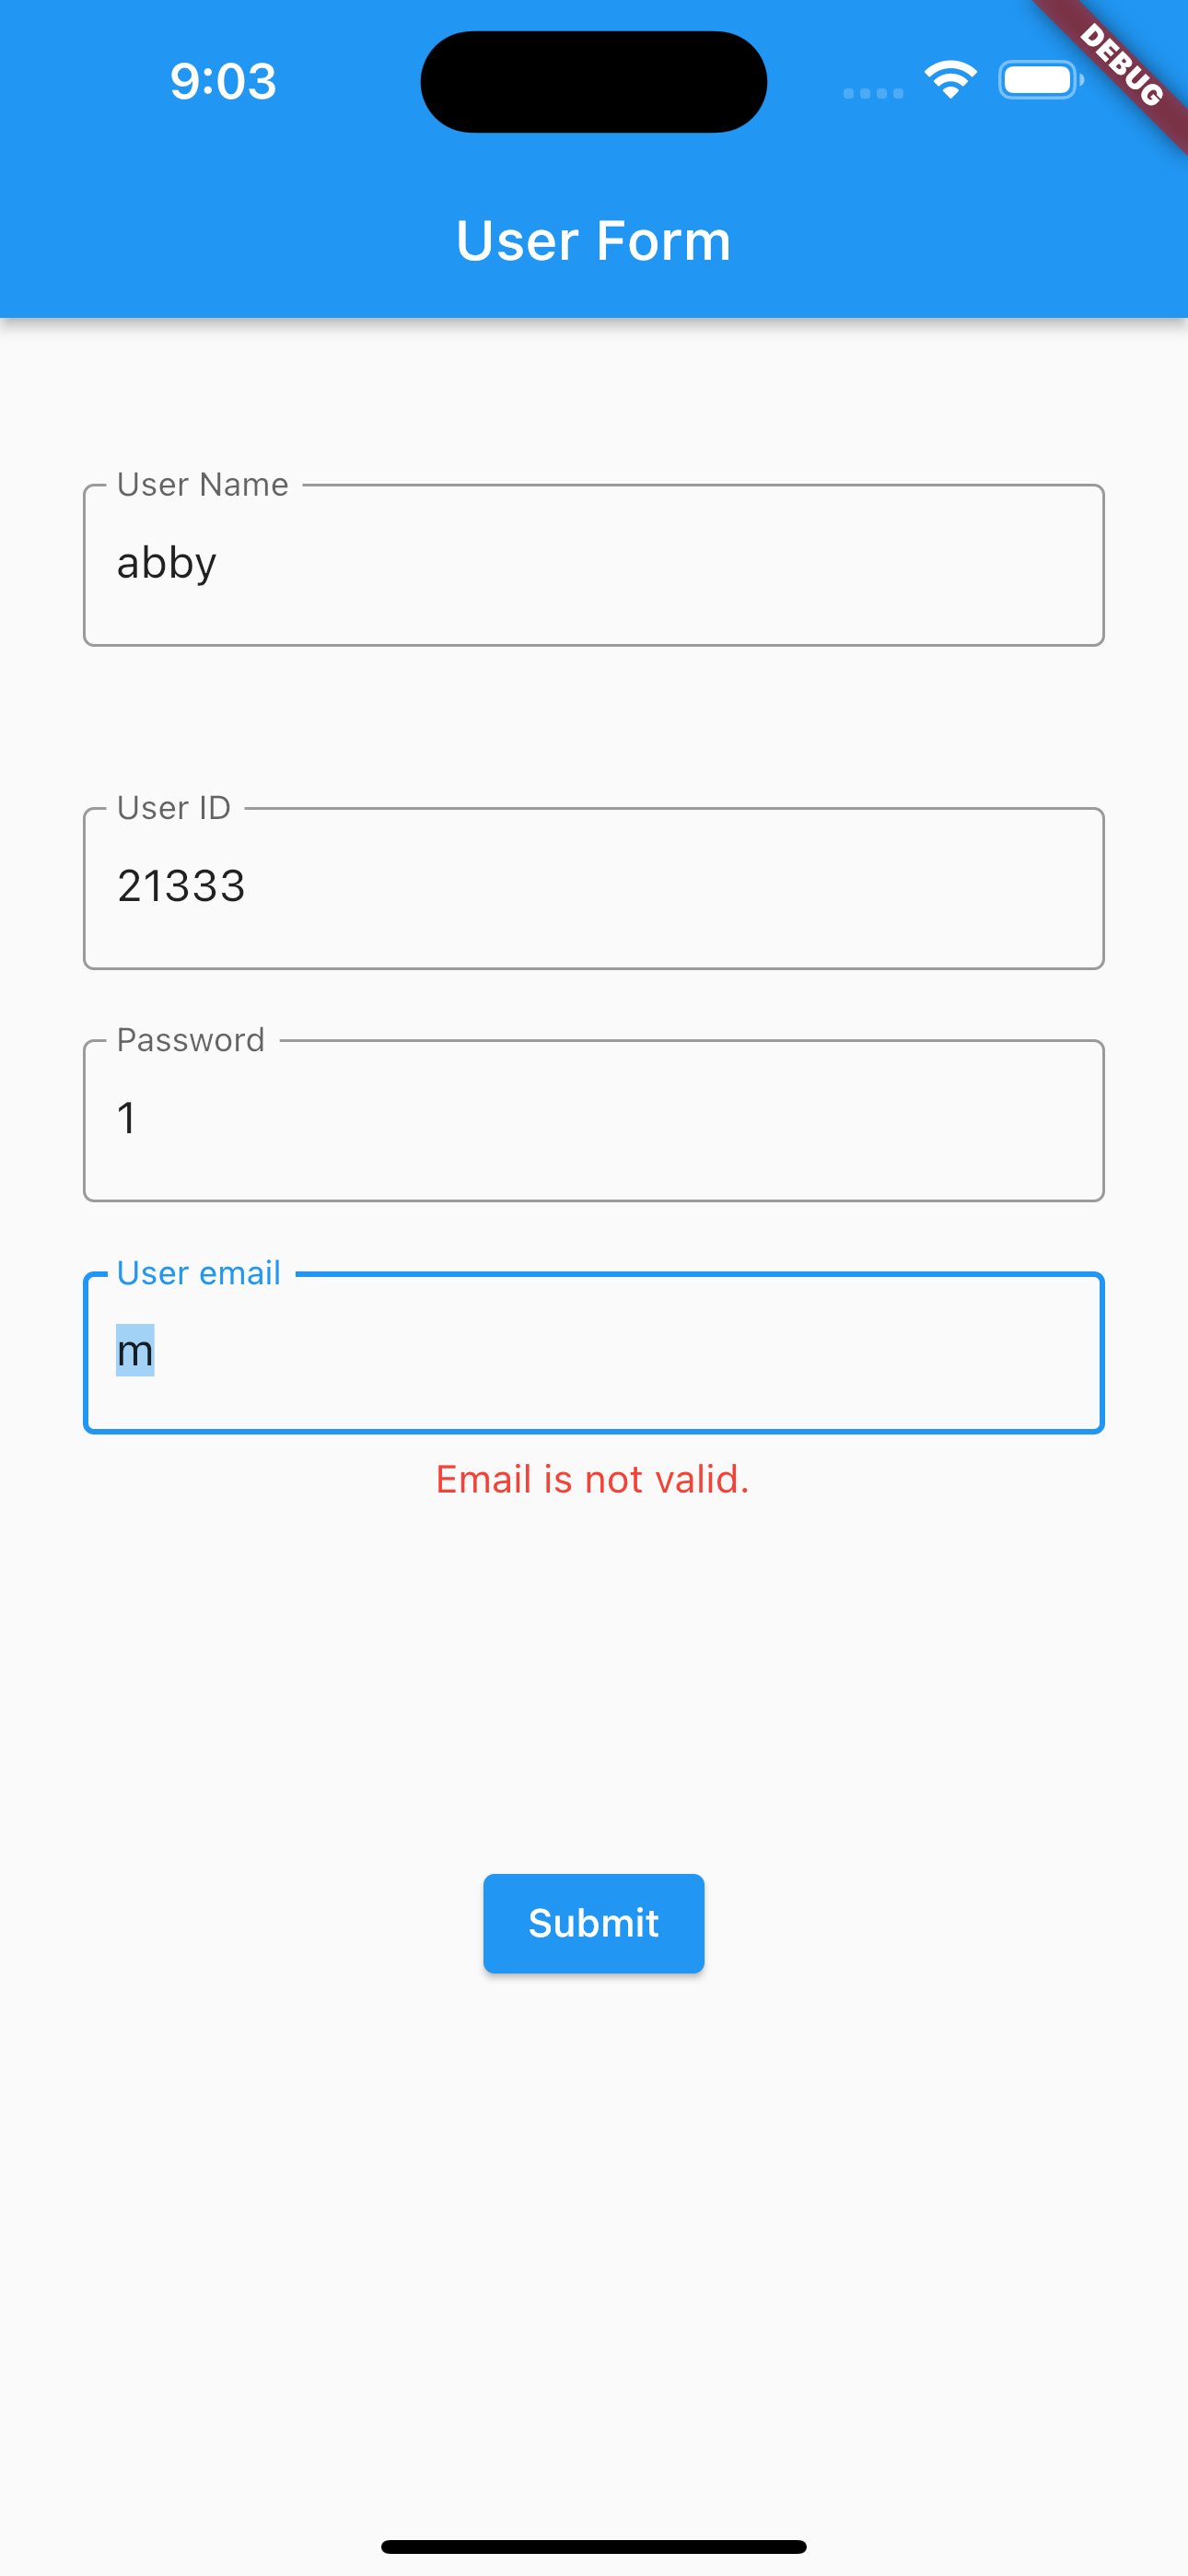 9:03
DEBUG
User Form
User Name
abby
User ID
21333
Password
1
User email
m
Email is not valid.
Submit